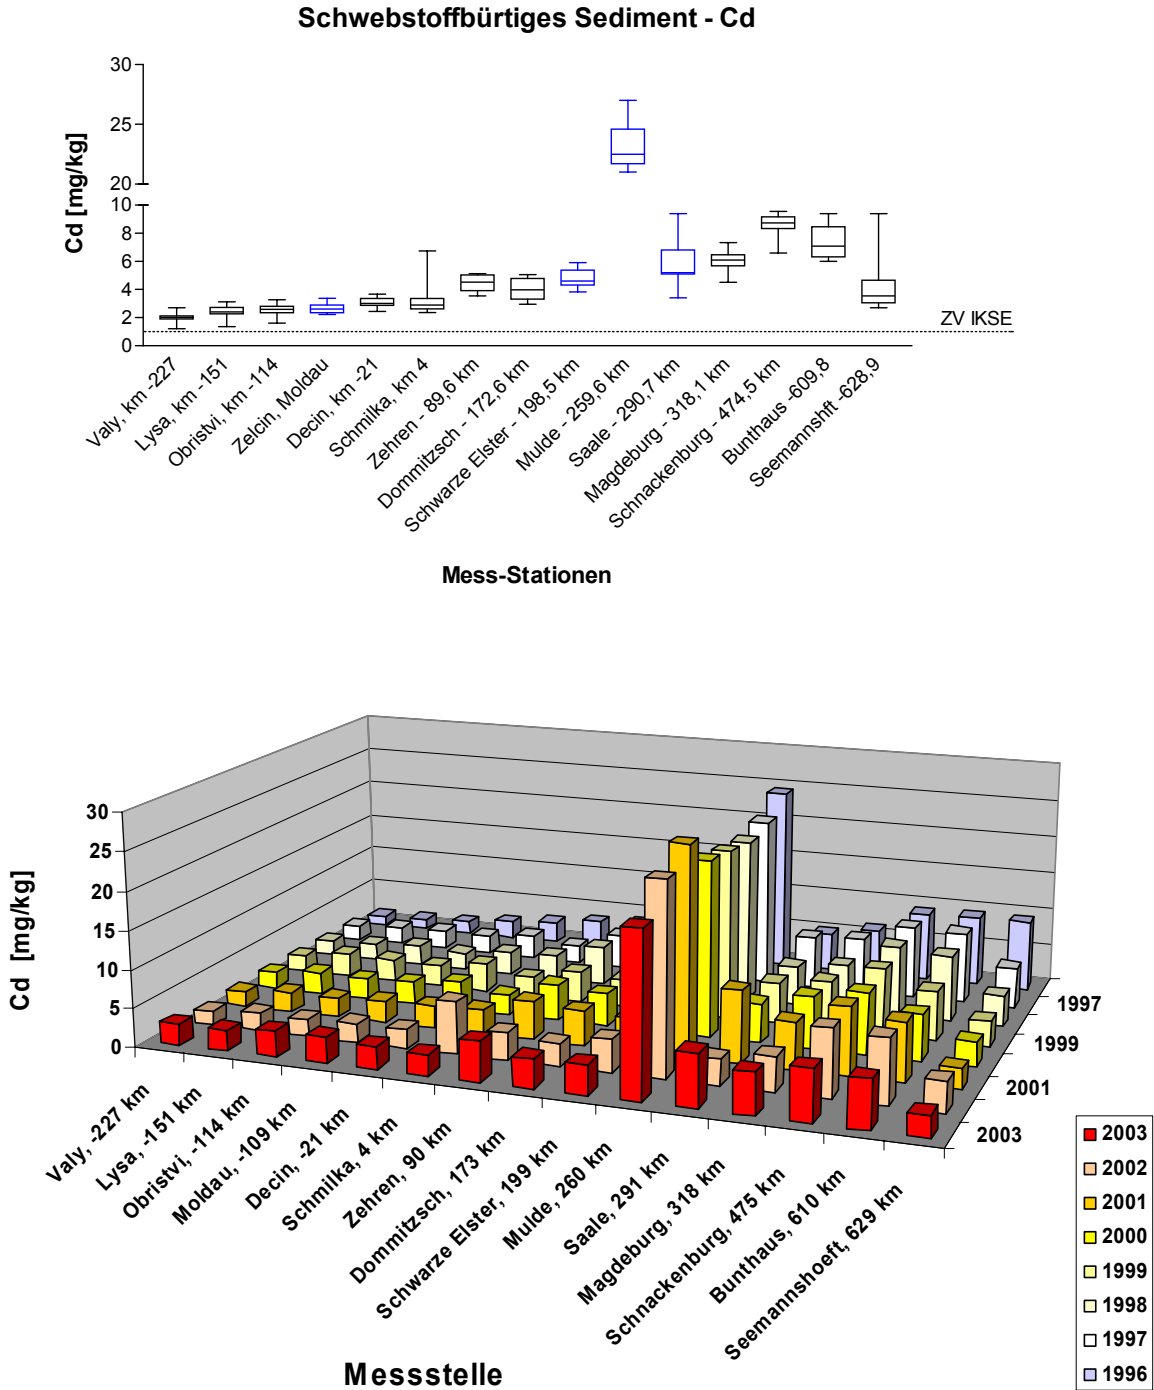 Schwebstoffbürtiges Sediment - Cd
Cd [mg/kg]
30
25
20
10
8
6
4
2
0
ZV IKSE
Valy, km -227
Lysa, km -151
Obristvi, km -114
Zelcin, Moldau
Decin, km -21
Schmilka, km 4
Zehren - 89,6 km
Dommitzsch - 172,6 km
Schwarze Elster - 198,5 km
Mulde - 259,6 km
Saale - 290,7 km
Magdeburg - 318,1 km
Schnackenburg - 474,5 km
Bunthaus -609,8
Seemannshft -628,9
Mess-Stationen
Cd [mg/kg]
30
25
20
15
10
5
0
Valy, -227 km
Lysa, -151 km
Obristvi, -114 km
Moldau, -109 km
Decin, -21 km
Schmilka, 4 km
Zehren, 90 km
Dommitzsch, 173 km
Schwarze Elster, 199 km
Mulde, 260 km
Saale, 291 km
Magdeburg, 318 km
Schnackenburg, 475 km
Bunthaus, 610 km
Seemannshoeft, 629 km
1997
1999
2001
2003
Messstelle
2003
2002
2001
2000
1999
1998
1997
1996